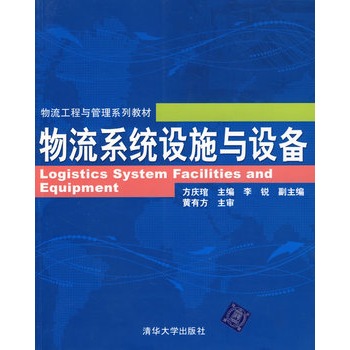 物流工程与管理系列教材
物流系统设施与设备
Logistics System Facilities and
Equipment
方庆琯 主编 李锐 副主编
黄有方 主审
清华大学出版社